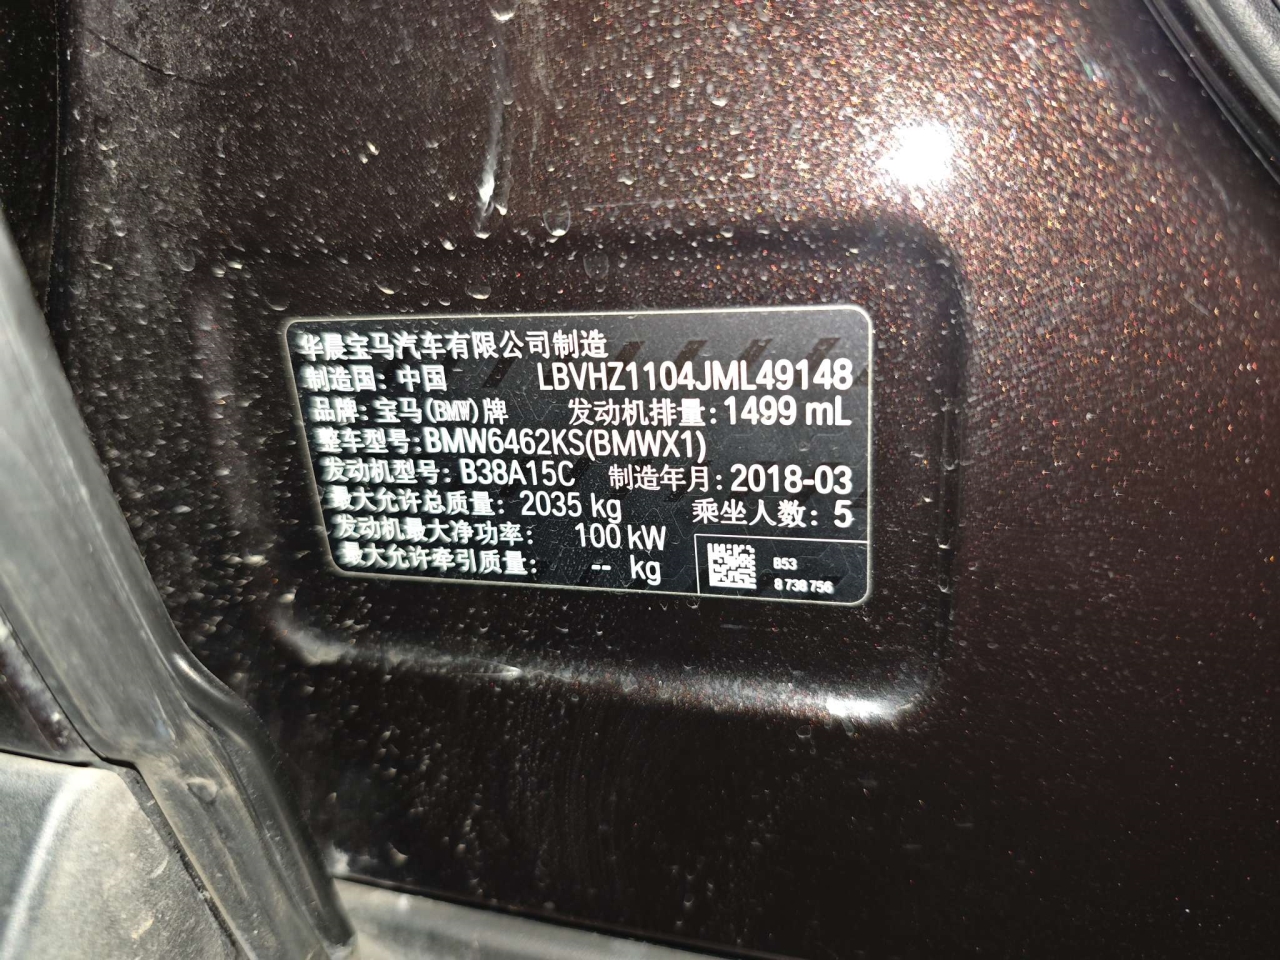 华晨宝马汽车有限公司制造
制造国: 中国 LBVHZ1104JML49148
品牌: 宝马(BMW)牌 发动机排量: 1499 mL
整车型号: BMW6462KS(BMWX1)
发动机型号: B38A15C 制造年月: 2018-03
最大允许总质量: 2035 kg 乘坐人数: 5
发动机最大净功率: 100 kW
最大允许牵引质量: -- kg
B53
8 738 756